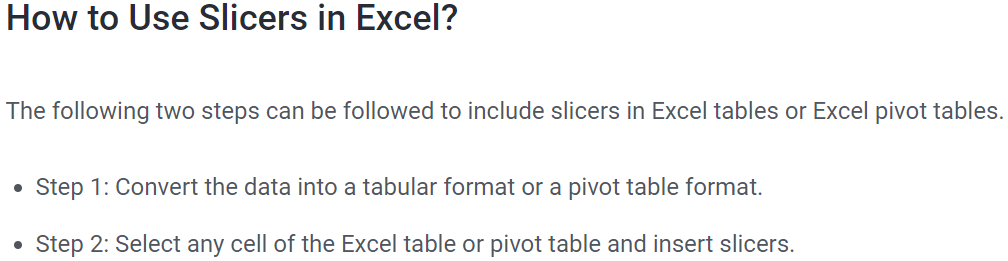 How to Use Slicers in Excel?
The following two steps can be followed to include slicers in Excel tables or Excel pivot tables.
• Step 1: Convert the data into a tabular format or a pivot table format.
• Step 2: Select any cell of the Excel table or pivot table and insert slicers.